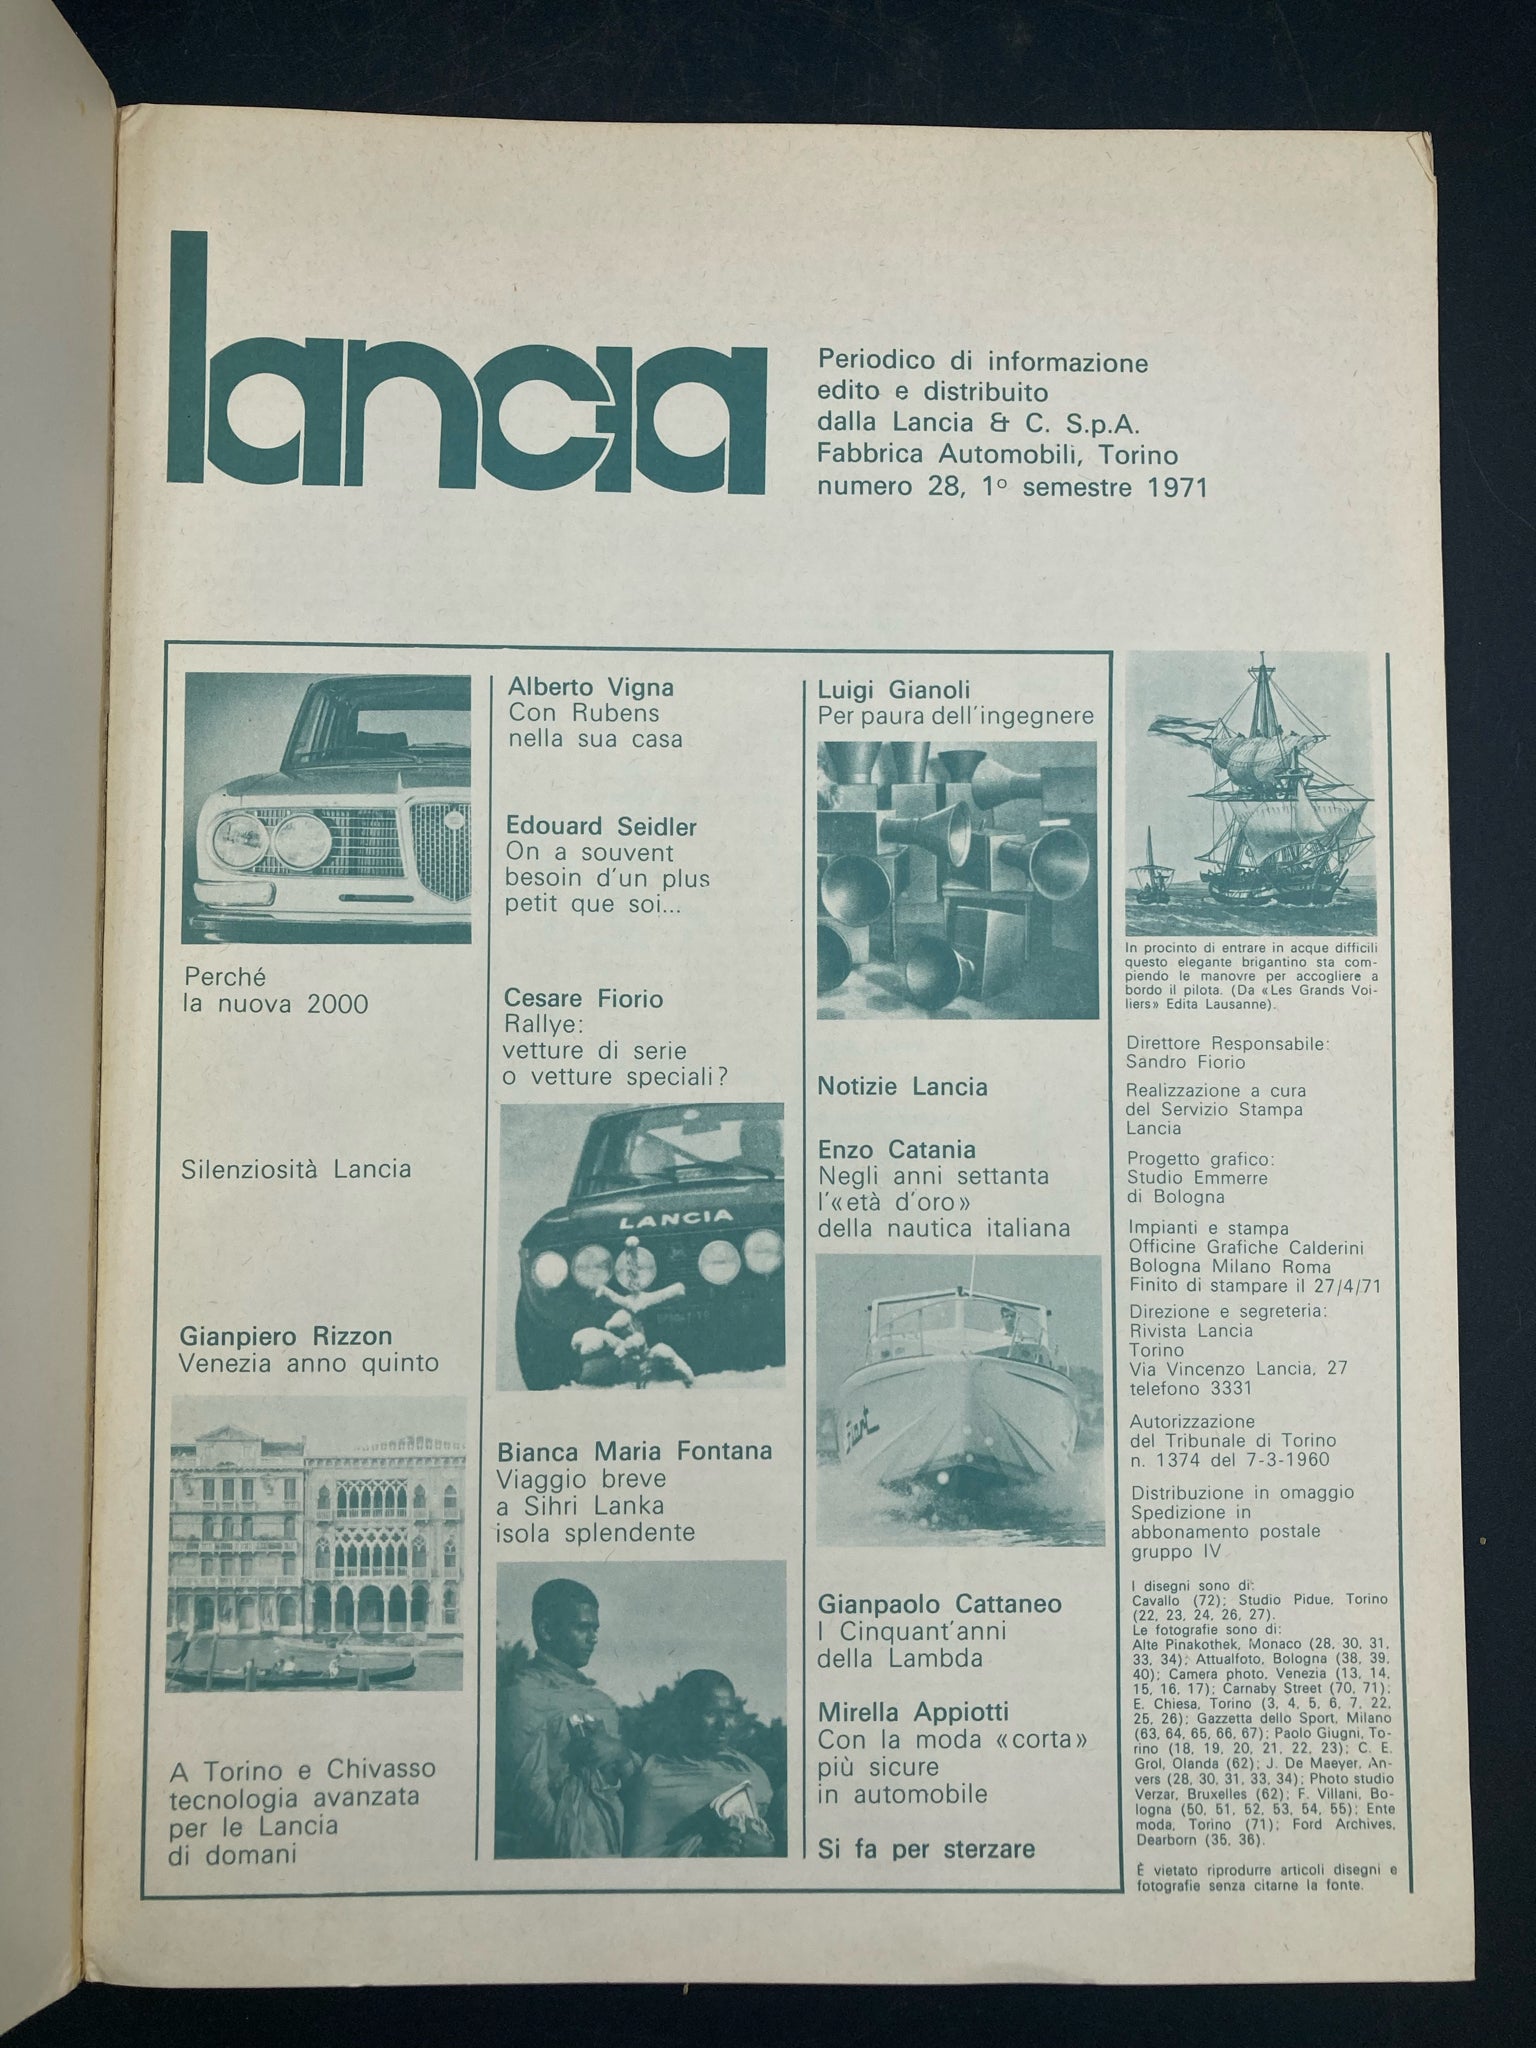 lancia
Periodico di informazione
edito e distribuito
dalla Lancia & C. S.p.A.
Fabbrica Automobili, Torino
numero 28, 1º semestre 1971
Perché
la nuova 2000
Silenziosità Lancia
Gianpiero Rizzon
Venezia anno quinto
A Torino e Chivasso
tecnologia avanzata
per le Lancia
di domani
Alberto Vigna
Con Rubens
nella sua casa
Edouard Seidler
On a souvent
besoin d'un plus
petit que soi...
Cesare Fiorio
Rallye:
vetture di serie
o vetture speciali?
LANCIA
Bianca Maria Fontana
Viaggio breve
a Sihri Lanka
isola splendente
Luigi Gianoli
Per paura dell'ingegnere
Notizie Lancia
Enzo Catania
Negli anni settanta
l'«età d'oro»
della nautica italiana
Gianpaolo Cattaneo
I Cinquant'anni
della Lambda
Mirella Appiotti
Con la moda «corta»
più sicure
in automobile
Si fa per sterzare
In procinto di entrare in acque difficili
questo elegante brigantino sta com-
piendo le manovre per accogliere a
bordo il pilota. (Da «Les Grands Voi-
liers» Edita Lausanne).
Direttore Responsabile:
Sandro Fiorio
Realizzazione a cura
del Servizio Stampa
Lancia
Progetto grafico:
Studio Emmerre
di Bologna
Impianti e stampa
Officine Grafiche Calderini
Bologna Milano Roma
Finito di stampare il 27/4/71
Direzione e segreteria:
Rivista Lancia
Torino
Via Vincenzo Lancia, 27
telefono 3331
Autorizzazione
del Tribunale di Torino
n. 1374 del 7-3-1960
Distribuzione in omaggio
Spedizione in
abbonamento postale
gruppo IV
I disegni sono di:
Cavallo (72); Studio Pidue, Torino
(22, 23, 24, 26, 27).
Le fotografie sono di:
Alte Pinakothek, Monaco (28, 30, 31,
33, 34); Attualfoto, Bologna (38, 39,
40); Camera photo, Venezia (13, 14,
15, 16, 17); Carnaby Street (70, 71);
E. Chiesa, Torino (3, 4, 5, 6, 7, 22,
25, 26); Gazzetta dello Sport, Milano
(63, 64, 65, 66, 67); Paolo Giugni, To-
rino (18, 19, 20, 21, 22, 23); C. E.
Grol, Olanda (62); J. De Maeyer, An-
vers (28, 30, 31, 33, 34); Photo studio
Verzar, Bruxelles (62); F. Villani, Bo-
logna (50, 51, 52, 53, 54, 55); Ente
moda, Torino (71); Ford Archives,
Dearborn (35, 36).
È vietato riprodurre articoli disegni e
fotografie senza citarne la fonte.